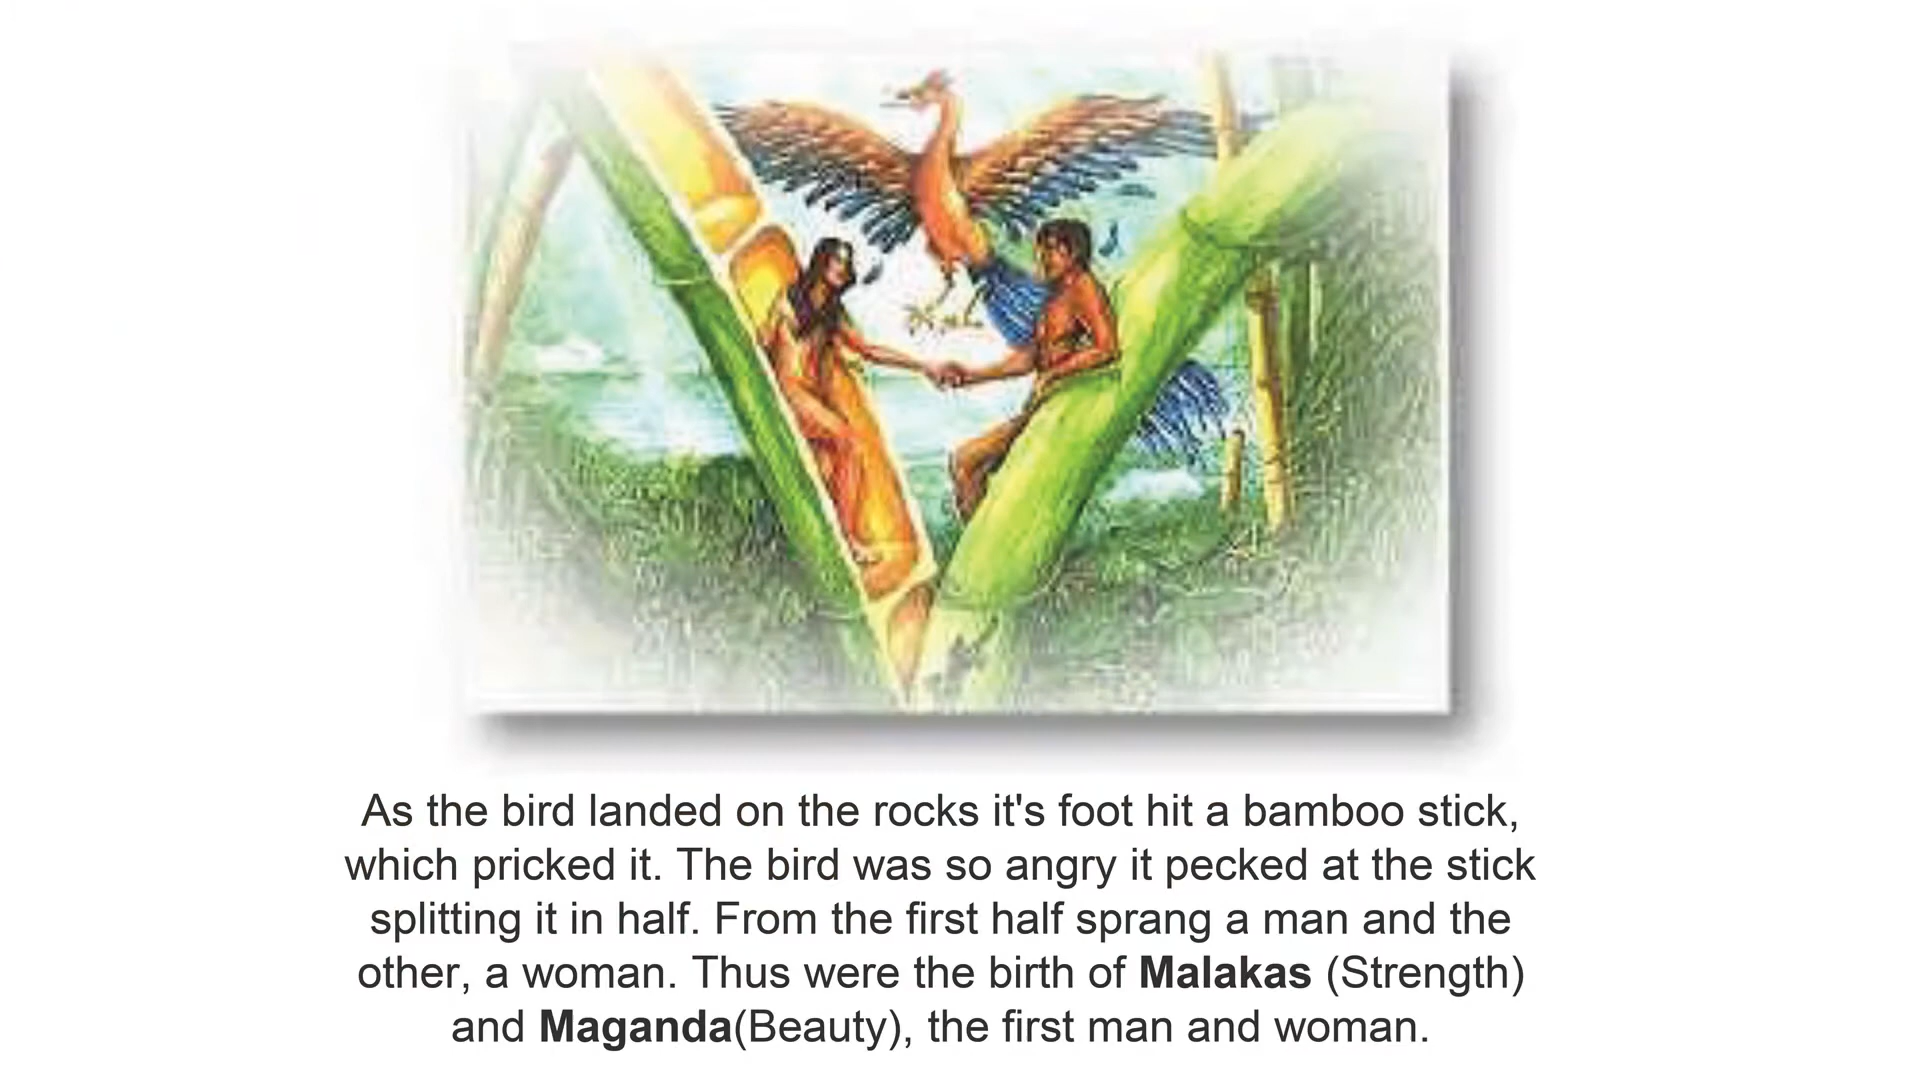 As the bird landed on the rocks it's foot hit a bamboo stick,
which pricked it. The bird was so angry it pecked at the stick
splitting it in half. From the first half sprang a man and the
other, a woman. Thus were the birth of Malakas (Strength)
and Maganda(Beauty), the first man and woman.